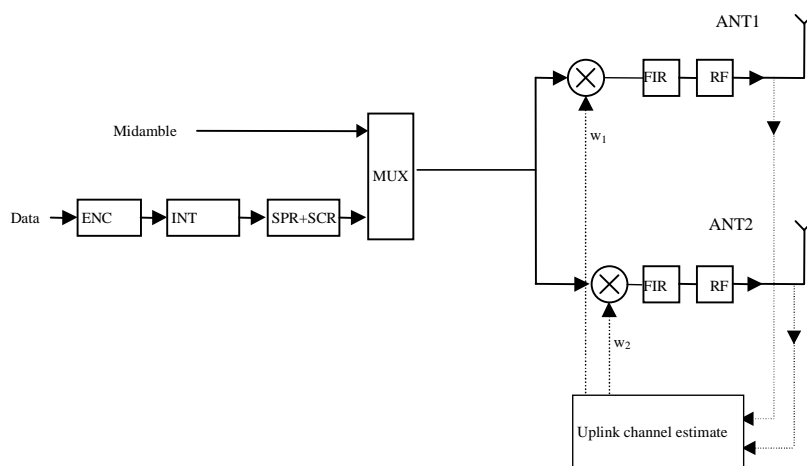 ANT1
FIR
RF
Midamble
w1
MUX
Data
ENC
INT
SPR+SCR
ANT2
FIR
RF
w2
Uplink channel estimate